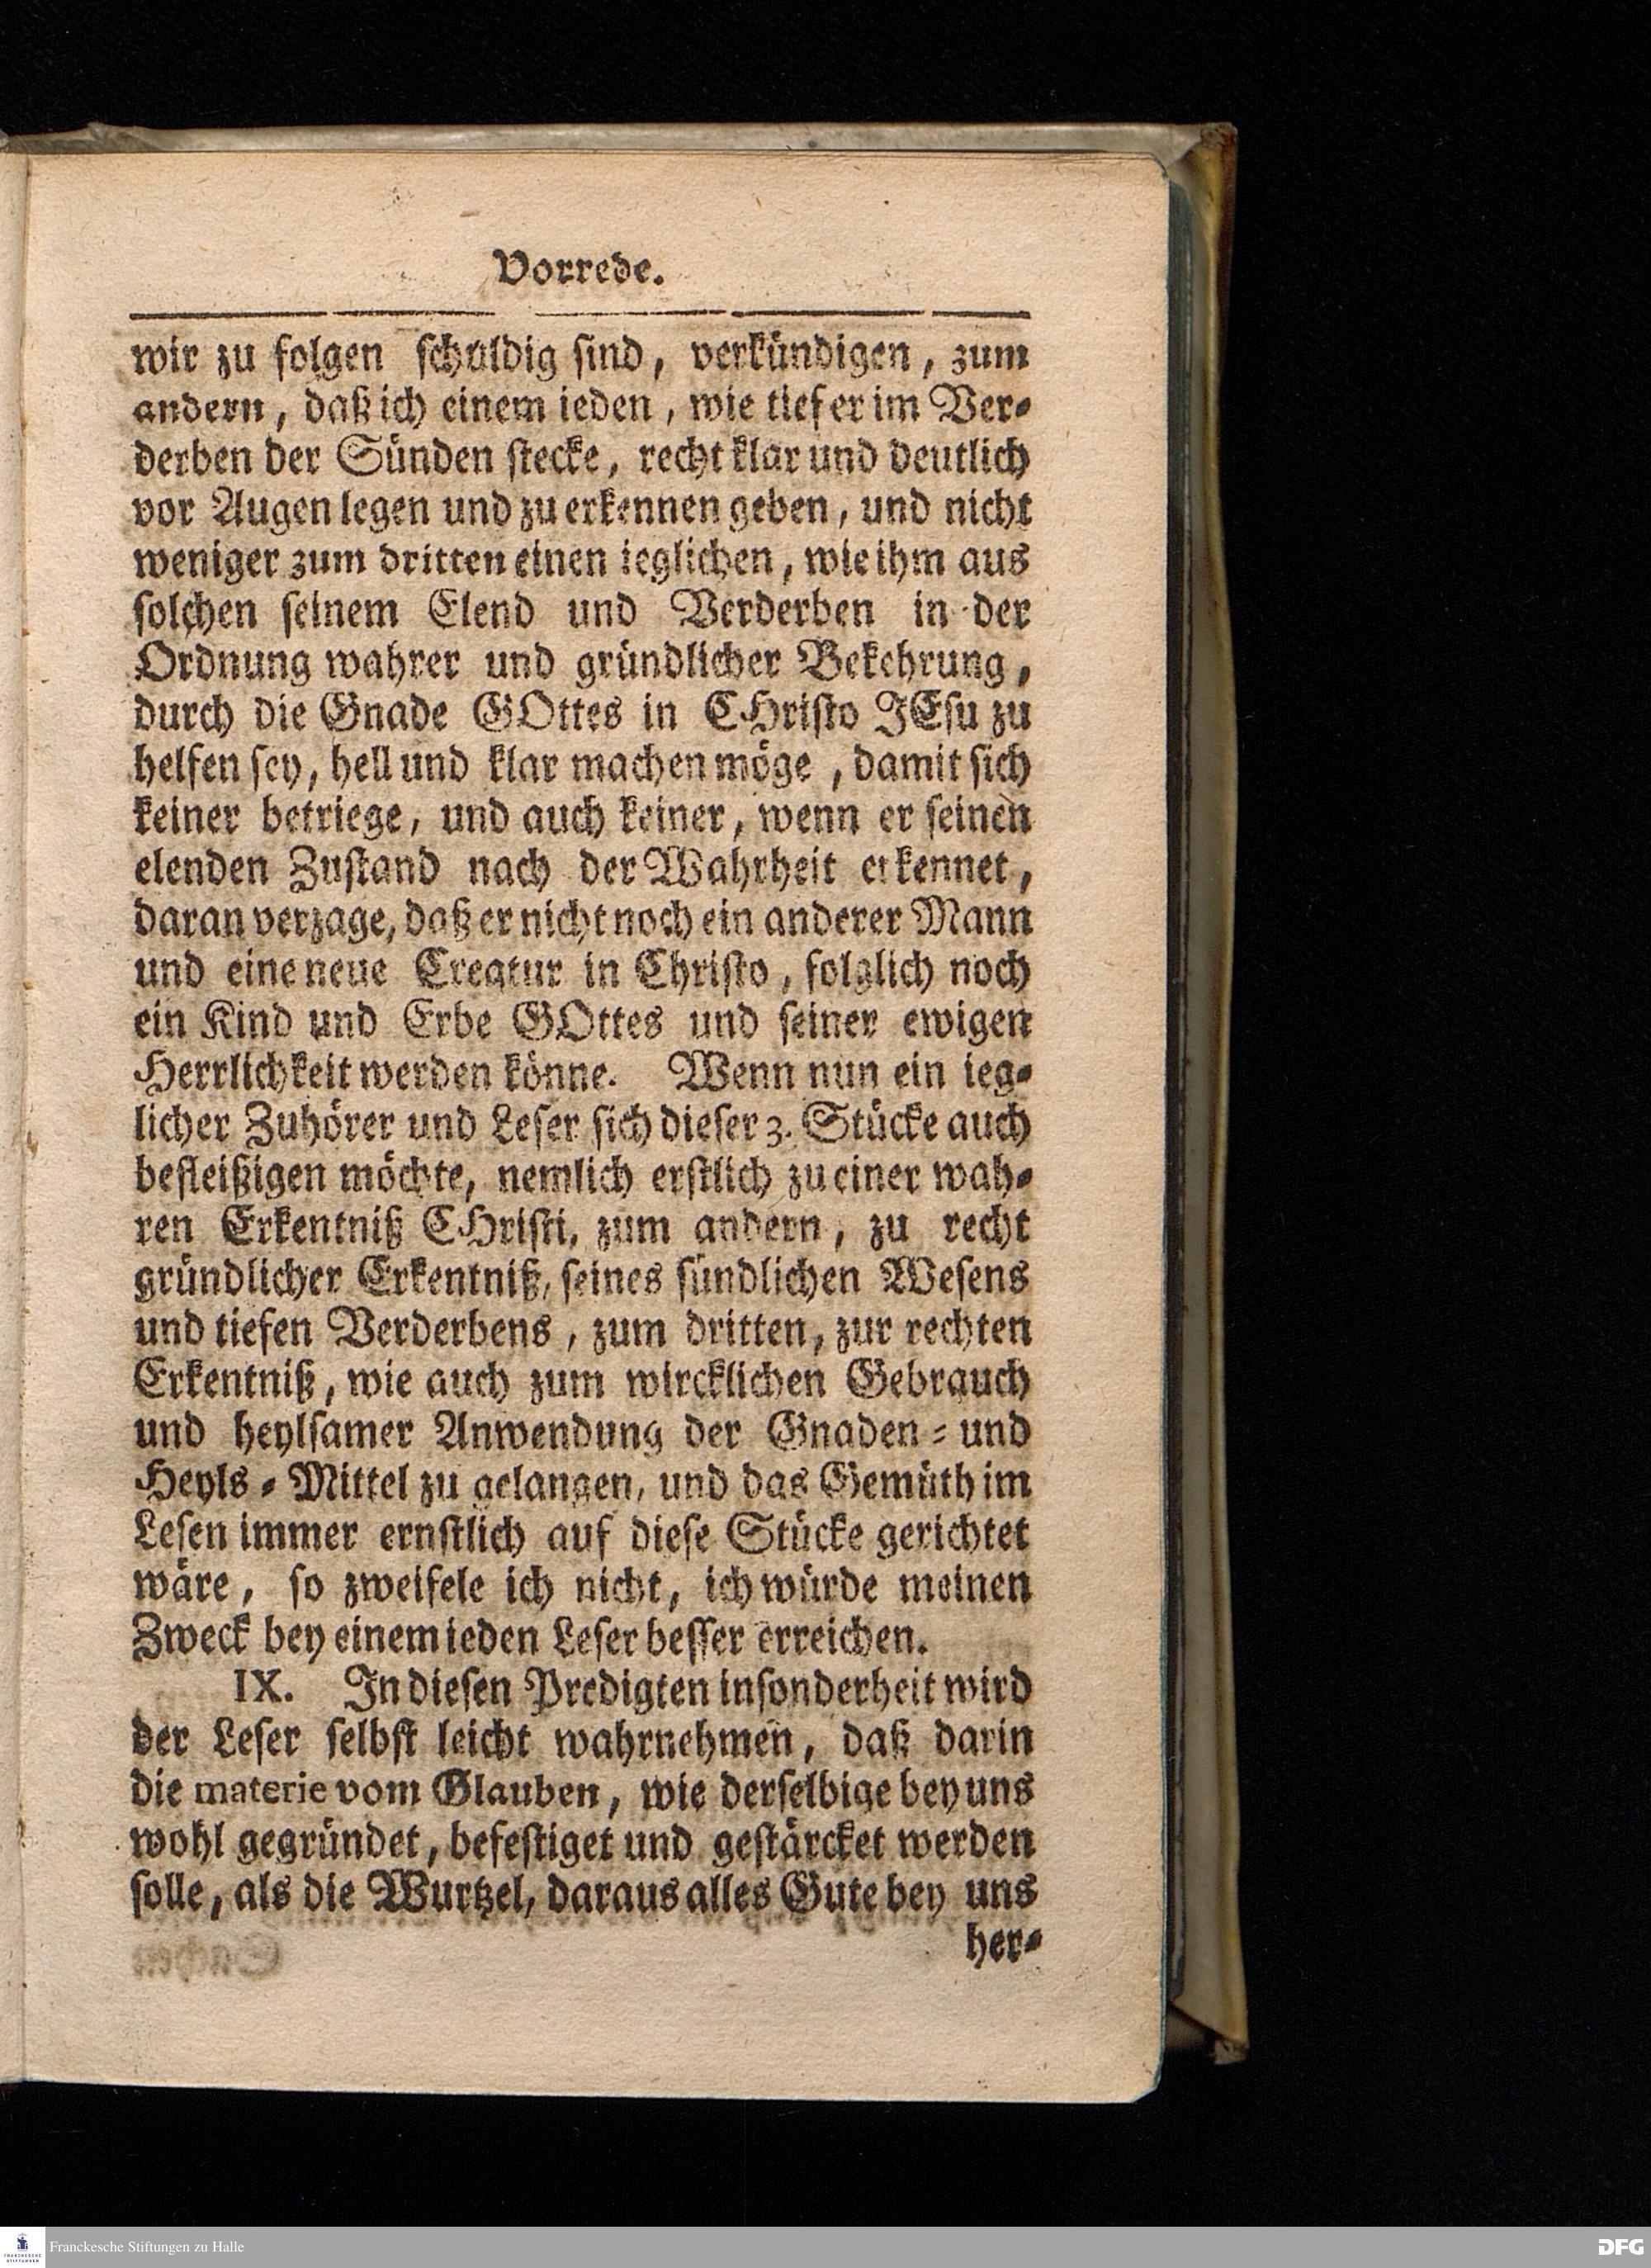 Vorrede.
wir zu folgen schuldig sind, verkündigen, zum
andern, daß ich einem ieden, wie tief er im Ver-
derben der Sünden stecke, recht klar und deutlich
vor Augen legen und zu erkennen geben, und nicht
weniger zum dritten einen ieglichen, wie ihm aus
solchen seinem Elend und Verderben in der
Ordnung wahrer und gründlicher Bekehrung,
durch die Gnade GOttes in CHristo JEsu zu
helfen sey, hell und klar machen möge, damit sich
keiner betriege, und auch keiner, wenn er seinen
elenden Zustand nach der Wahrheit erkennet,
daran verzage, daß er nicht noch ein anderer Mann
und eine neue Creatur in Christo, folglich noch
ein Kind und Erbe GOttes und seiner ewigen
Herrlichkeit werden könne. Wenn nun ein ieg-
licher Zuhörer und Leser sich dieser 3. Stücke auch
befleißigen möchte, nemlich erstlich zu einer wah-
ren Erkentniß CHristi, zum andern, zu recht
gründlicher Erkentniß, seines sündlichen Wesens
und tiefen Verderbens, zum dritten, zur rechten
Erkentniß, wie auch zum wircklichen Gebrauch
und heylsamer Anwendung der Gnaden- und
Heyls-Mittel zu gelangen, und das Gemüth im
Lesen immer ernstlich auf diese Stücke gerichtet
wäre, so zweifele ich nicht, ich würde meinen
Zweck bey einem ieden Leser besser erreichen.
IX. In diesen Predigten insonderheit wird
der Leser selbst leicht wahrnehmen, daß darin
die materie vom Glauben, wie derselbige bey uns
wohl gegründet, befestiget und gestärcket werden
solle, als die Wurtzel, daraus alles Gute bey uns
her-
FRANCKESCHE STIFTUNGEN
Franckesche Stiftungen zu Halle
DFG